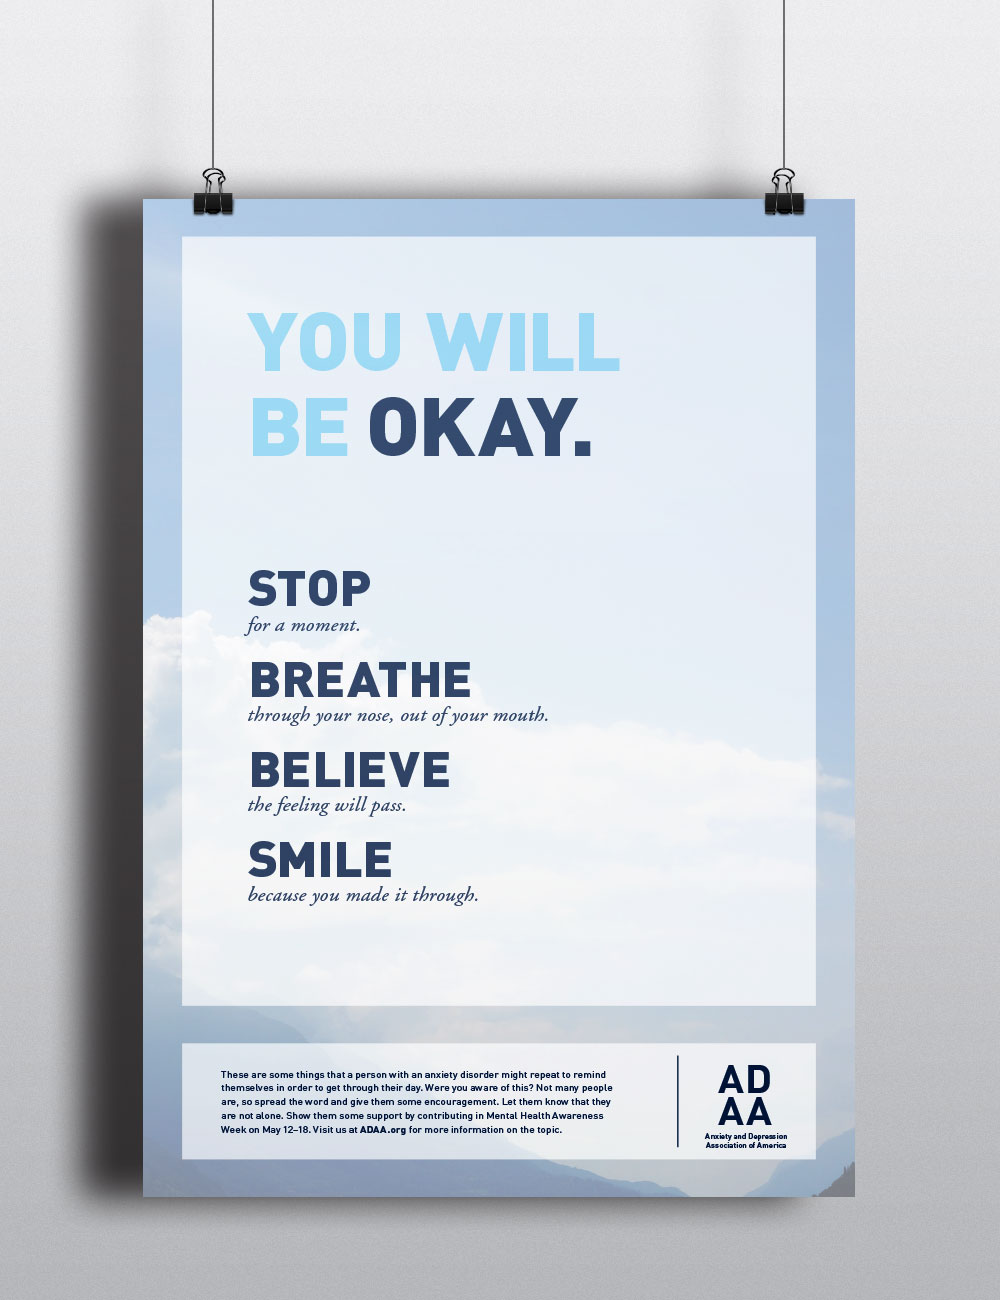 YOU WILL
BE OKAY.
STOP
for a moment.
BREATHE
through your nose, out of your mouth.
BELIEVE
the feeling will pass.
SMILE
because you made it through.
These are some things that a person with an anxiety disorder might repeat to remind
themselves in order to get through their day. Were you aware of this? Not many people
are, so spread the word and give them some encouragement. Let them know that they
are not alone. Show them some support by contributing in Mental Health Awareness
Week on May 12–18. Visit us at ADAA.org for more information on the topic.
AD
AA
Anxiety and Depression
Association of America